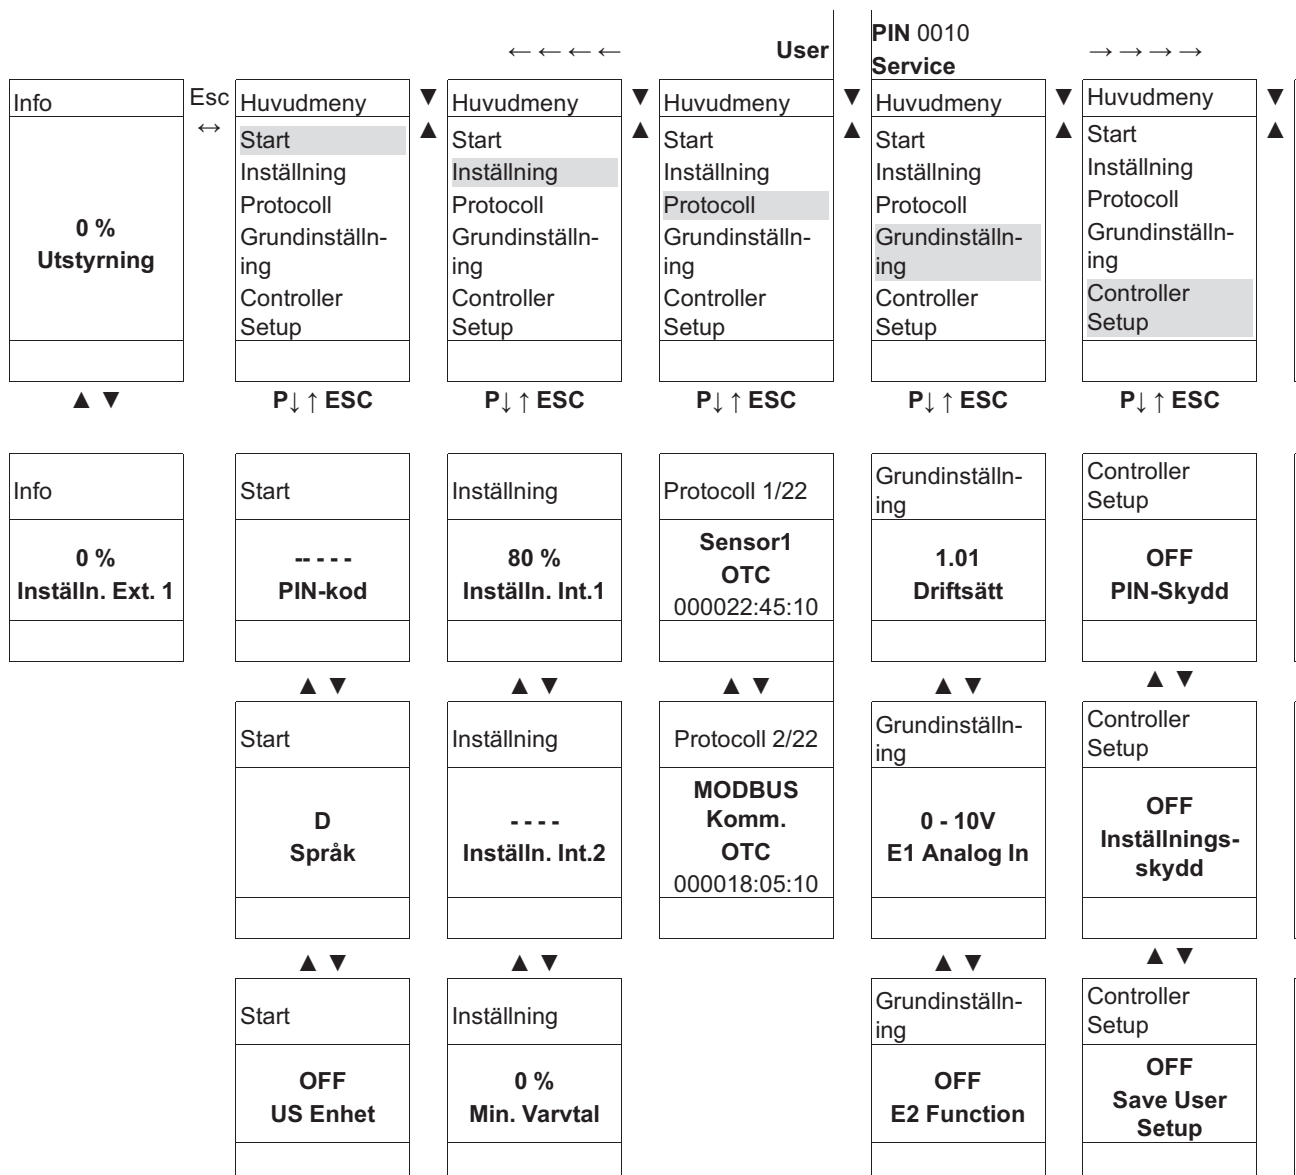 ← ← ← ← User PIN 0010 → → → →
Service
Info Esc Huvudmeny ▼ Huvudmeny ▼ Huvudmeny ▼ Huvudmeny ▼ Huvudmeny ▼
↔ ▲ ▲ ▲ ▲ ▲
Start Start Start Start Start
Inställning Inställning Inställning Inställning Inställning
Protocoll Protocoll Protocoll Protocoll Protocoll
0 % Grundinställn- Grundinställn- Grundinställn- Grundinställn- Grundinställn-
Utstyrning ing ing ing ing ing
Controller Controller Controller Controller Controller
Setup Setup Setup Setup Setup
▲ ▼ P↓ ↑ ESC P↓ ↑ ESC P↓ ↑ ESC P↓ ↑ ESC P↓ ↑ ESC
Info Start Inställning Protocoll 1/22 Grundinställn- Controller
ing Setup
0 % -- - - - 80 % Sensor1 1.01 OFF
Inställn. Ext. 1 PIN-kod Inställn. Int.1 OTC Driftsätt PIN-Skydd
000022:45:10
▲ ▼ ▲ ▼ ▲ ▼ ▲ ▼ ▲ ▼
Start Inställning Protocoll 2/22 Grundinställn- Controller
ing Setup
D - - - - MODBUS 0 - 10V OFF
Språk Inställn. Int.2 Komm. E1 Analog In Inställnings-
OTC skydd
000018:05:10
▲ ▼ ▲ ▼ ▲ ▼ ▲ ▼
Start Inställning Grundinställn- Controller
ing Setup
OFF 0 % OFF OFF
US Enhet Min. Varvtal E2 Function Save User
Setup